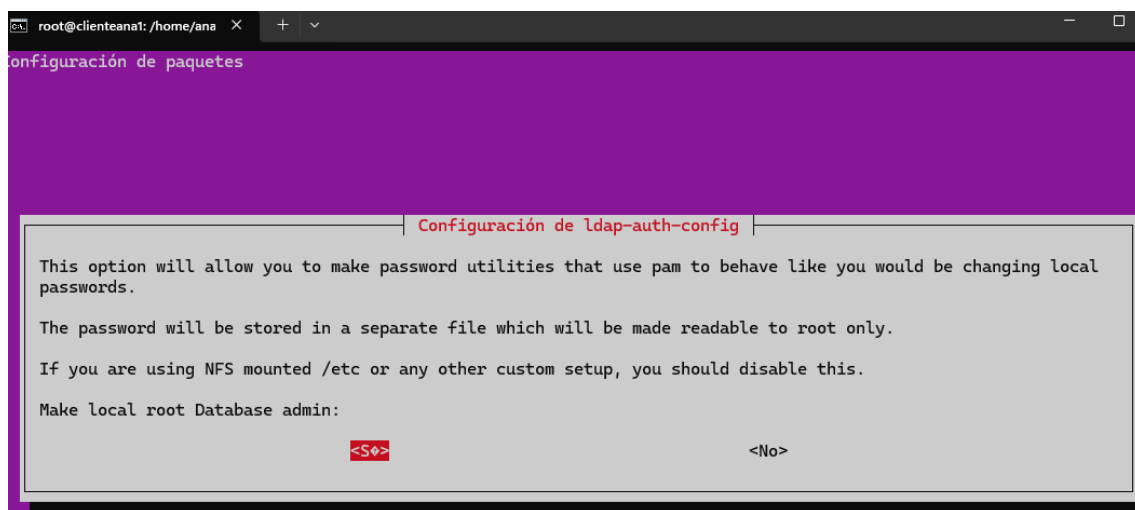 root@clienteana1: /home/ana
Configuración de paquetes
Configuración de ldap-auth-config
This option will allow you to make password utilities that use pam to behave like you would be changing local
passwords.
The password will be stored in a separate file which will be made readable to root only.
If you are using NFS mounted /etc or any other custom setup, you should disable this.
Make local root Database admin:
<S�> <No>